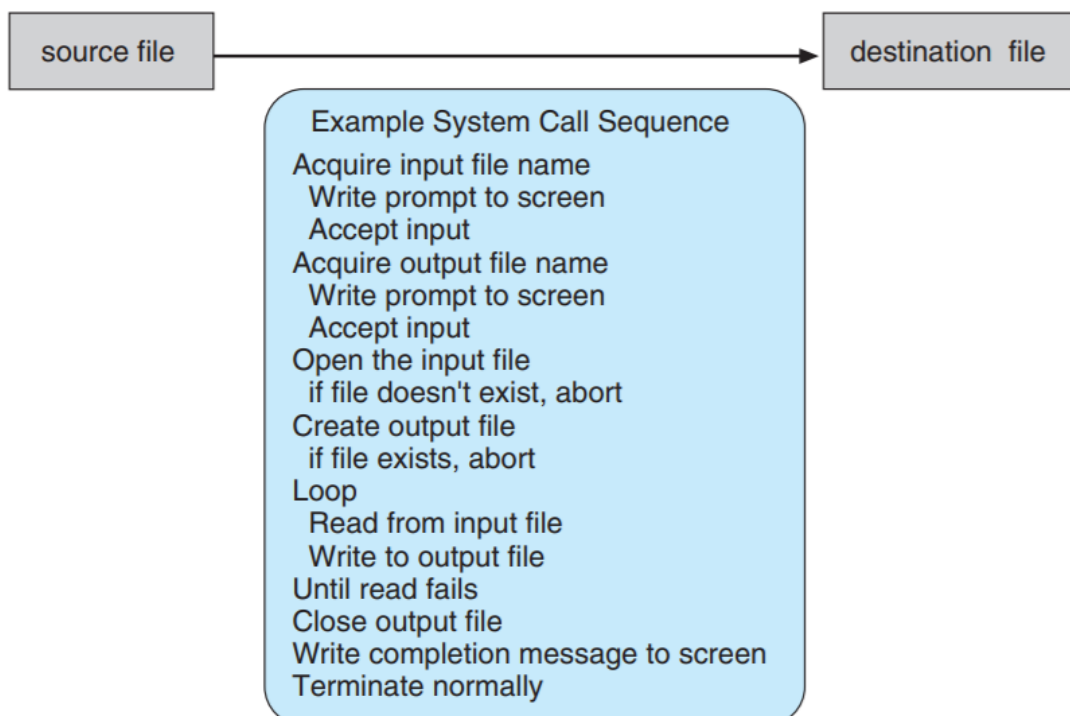 source file
destination file
Example System Call Sequence
Acquire input file name
Write prompt to screen
Accept input
Acquire output file name
Write prompt to screen
Accept input
Open the input file
if file doesn't exist, abort
Create output file
if file exists, abort
Loop
Read from input file
Write to output file
Until read fails
Close output file
Write completion message to screen
Terminate normally